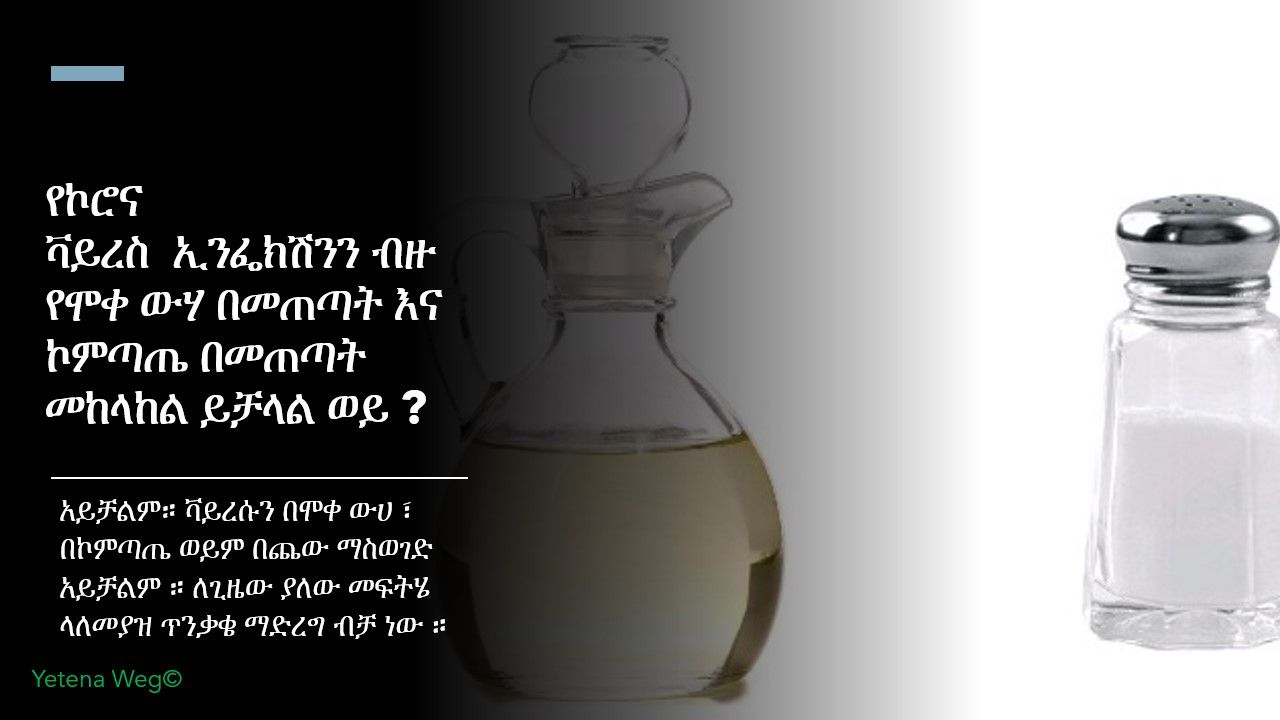 የኮሮና
ቫይረስ ኢንፌክሽንን ብዙ
የሞቀ ውሃ በመጠጣት እና
ኮምጣጤ በመጠጣት
መከላከል ይቻላል ወይ ?
አይቻልም። ቫይረሱን በሞቀ ውሀ ፣
በኮምጣጤ ወይም በጨው ማስወገድ
አይቻልም ። ለጊዜው ያለው መፍትሄ
ላለመያዝ ጥንቃቄ ማድረግ ብቻ ነው ።
Yetena Weg©